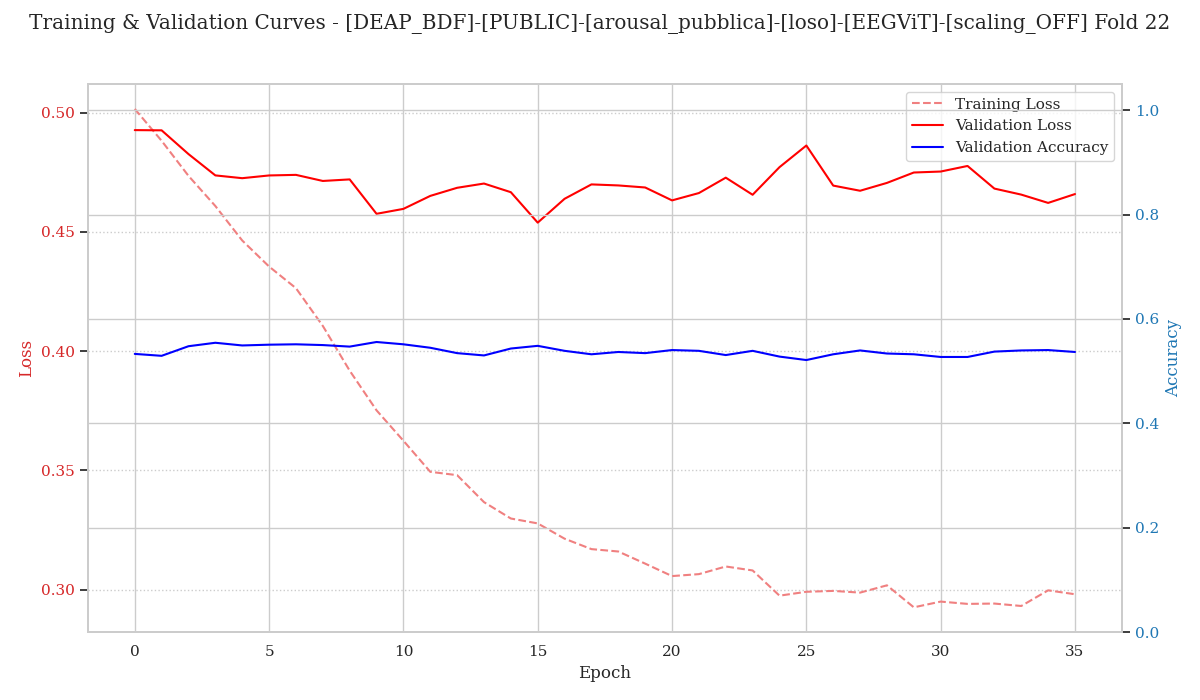 Training & Validation Curves - [DEAP_BDF]-[PUBLIC]-[arousal_pubblica]-[loso]-[EEGViT]-[scaling_OFF] Fold 22
Training Loss
Validation Loss
Validation Accuracy
0.50
0.45
0.40
0.35
0.30
Loss
1.0
0.8
0.6
0.4
0.2
0.0
Accuracy
0 5 10 15 20 25 30 35
Epoch